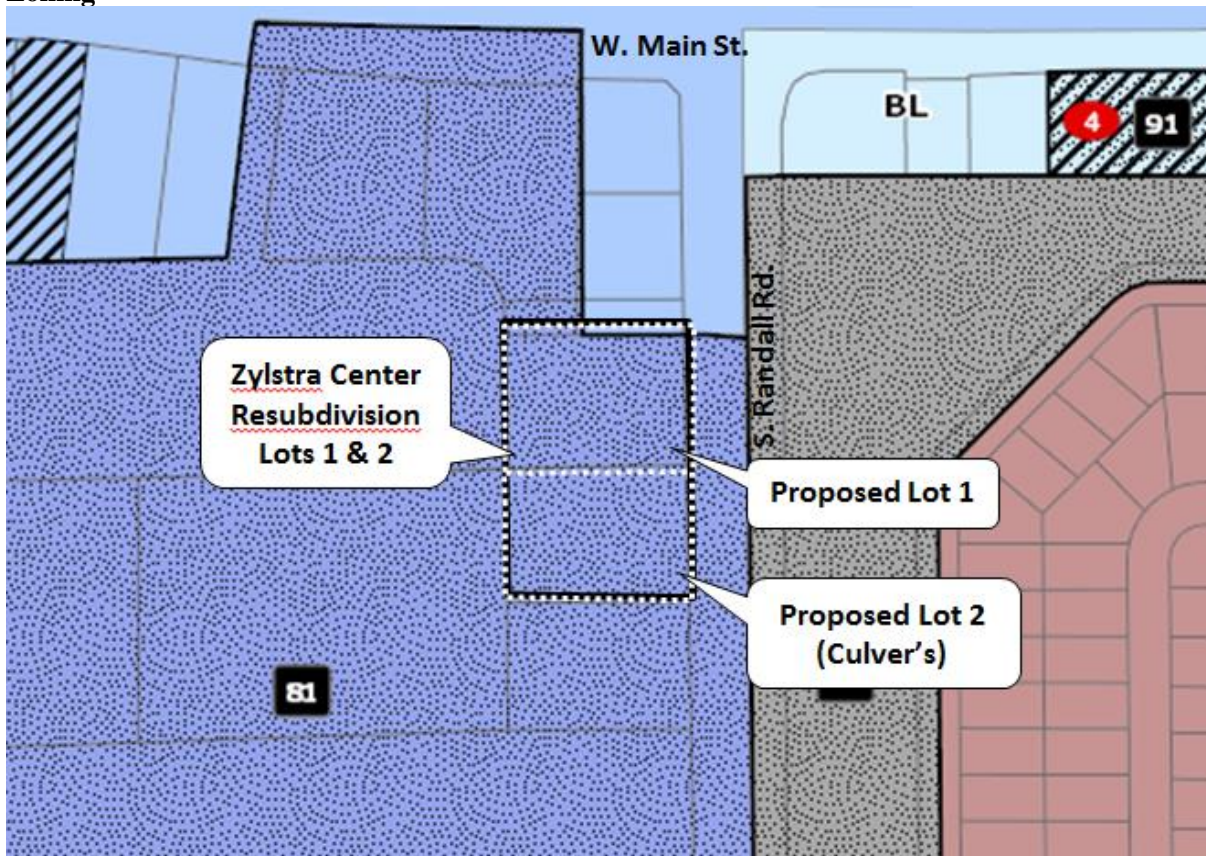 W. Main St.
BL
4
91
S. Randall Rd.
Zylstra Center
Resubdivision
Lots 1 & 2
Proposed Lot 1
Proposed Lot 2
(Culver's)
81